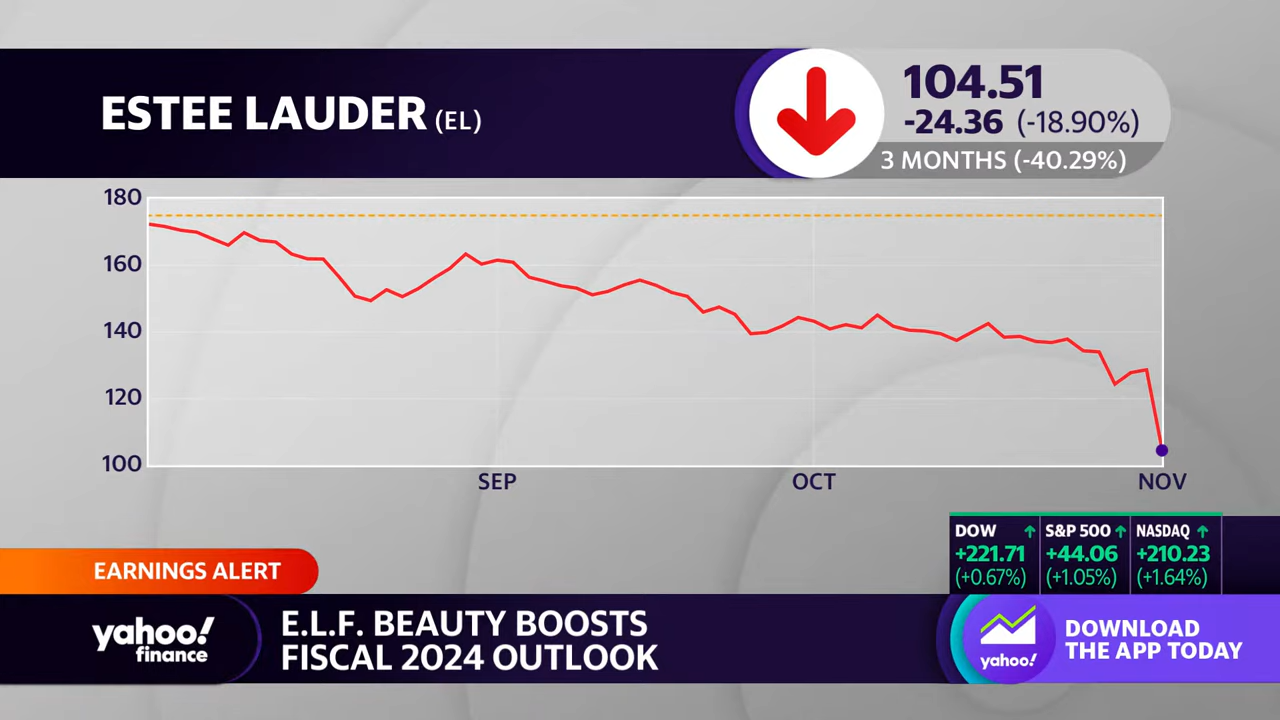 ESTEE LAUDER (EL)
104.51
-24.36 (-18.90%)
3 MONTHS (-40.29%)
180
160
140
120
100
SEP OCT NOV
DOW
+221.71
(+0.67%)
S&P 500
+44.06
(+1.05%)
NASDAQ
+210.23
(+1.64%)
EARNINGS ALERT
yahoo!
finance
E.L.F. BEAUTY BOOSTS
FISCAL 2024 OUTLOOK
yahoo!
DOWNLOAD
THE APP TODAY